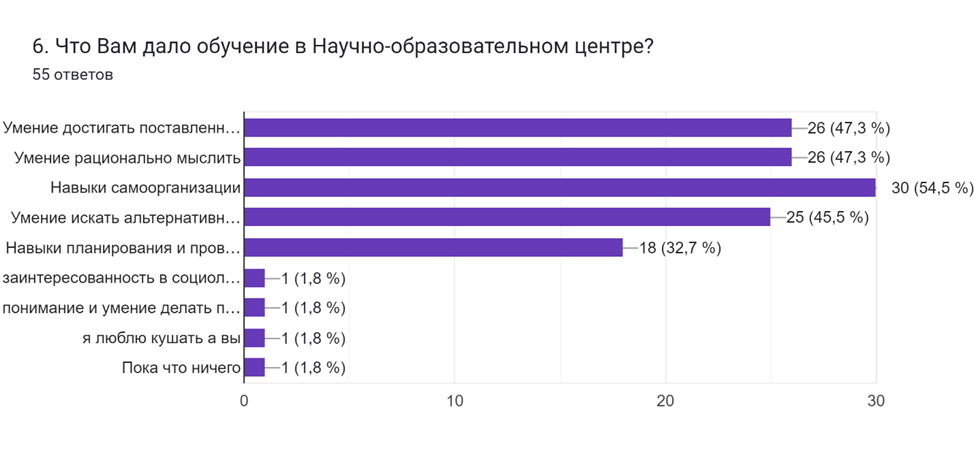 6. Что Вам дало обучение в Научно-образовательном центре?
55 ответов
Умение достигать поставленн… 26 (47,3 %)
Умение рационально мыслить 26 (47,3 %)
Навыки самоорганизации 30 (54,5 %)
Умение искать альтернативн… 25 (45,5 %)
Навыки планирования и пров… 18 (32,7 %)
заинтересованность в социол… 1 (1,8 %)
понимание и умение делать п… 1 (1,8 %)
я люблю кушать а вы 1 (1,8 %)
Пока что ничего 1 (1,8 %)
0 10 20 30